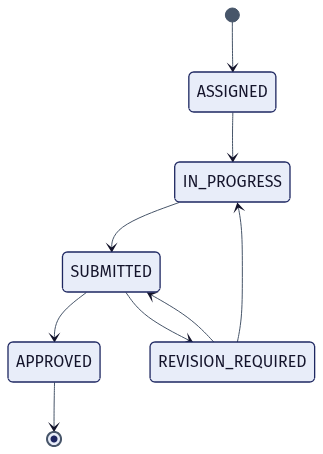 ASSIGNED
IN_PROGRESS
SUBMITTED
APPROVED
REVISION_REQUIRED